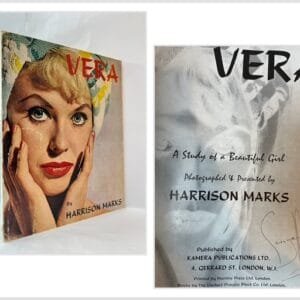 VERA
By
HARRISON MARKS
VERA
A Study of a Beautiful Girl
Photographed & Presented by
HARRISON MARKS
Published by
KAMERA PUBLICATIONS LTD.
4, GERRARD ST. LONDON, W.1.